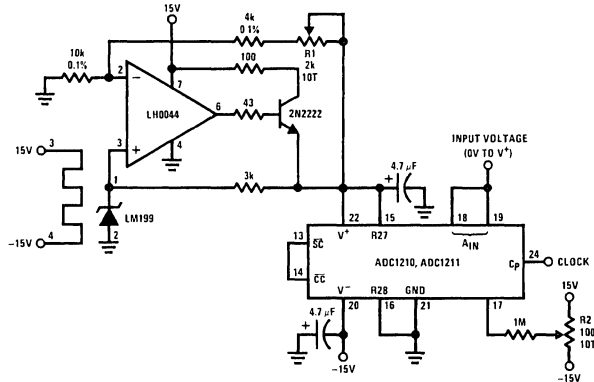 15V
4k
0.1%
R1
2k
10T
10k
0.1%
100
2
−
7
LH0044
6
43
2N2222
3
+
4
15V
3
−15V
4
1
LM199
2
3k
4.7 μF
+
INPUT VOLTAGE
(0V TO V+)
22
15
18
19
V+
R27
AIN
13
SC
14
CC
ADC1210, ADC1211
CP
24
CLOCK
V−
R28
GND
20
16
21
17
4.7 μF
+
−15V
1M
15V
R2
100
10T
−15V